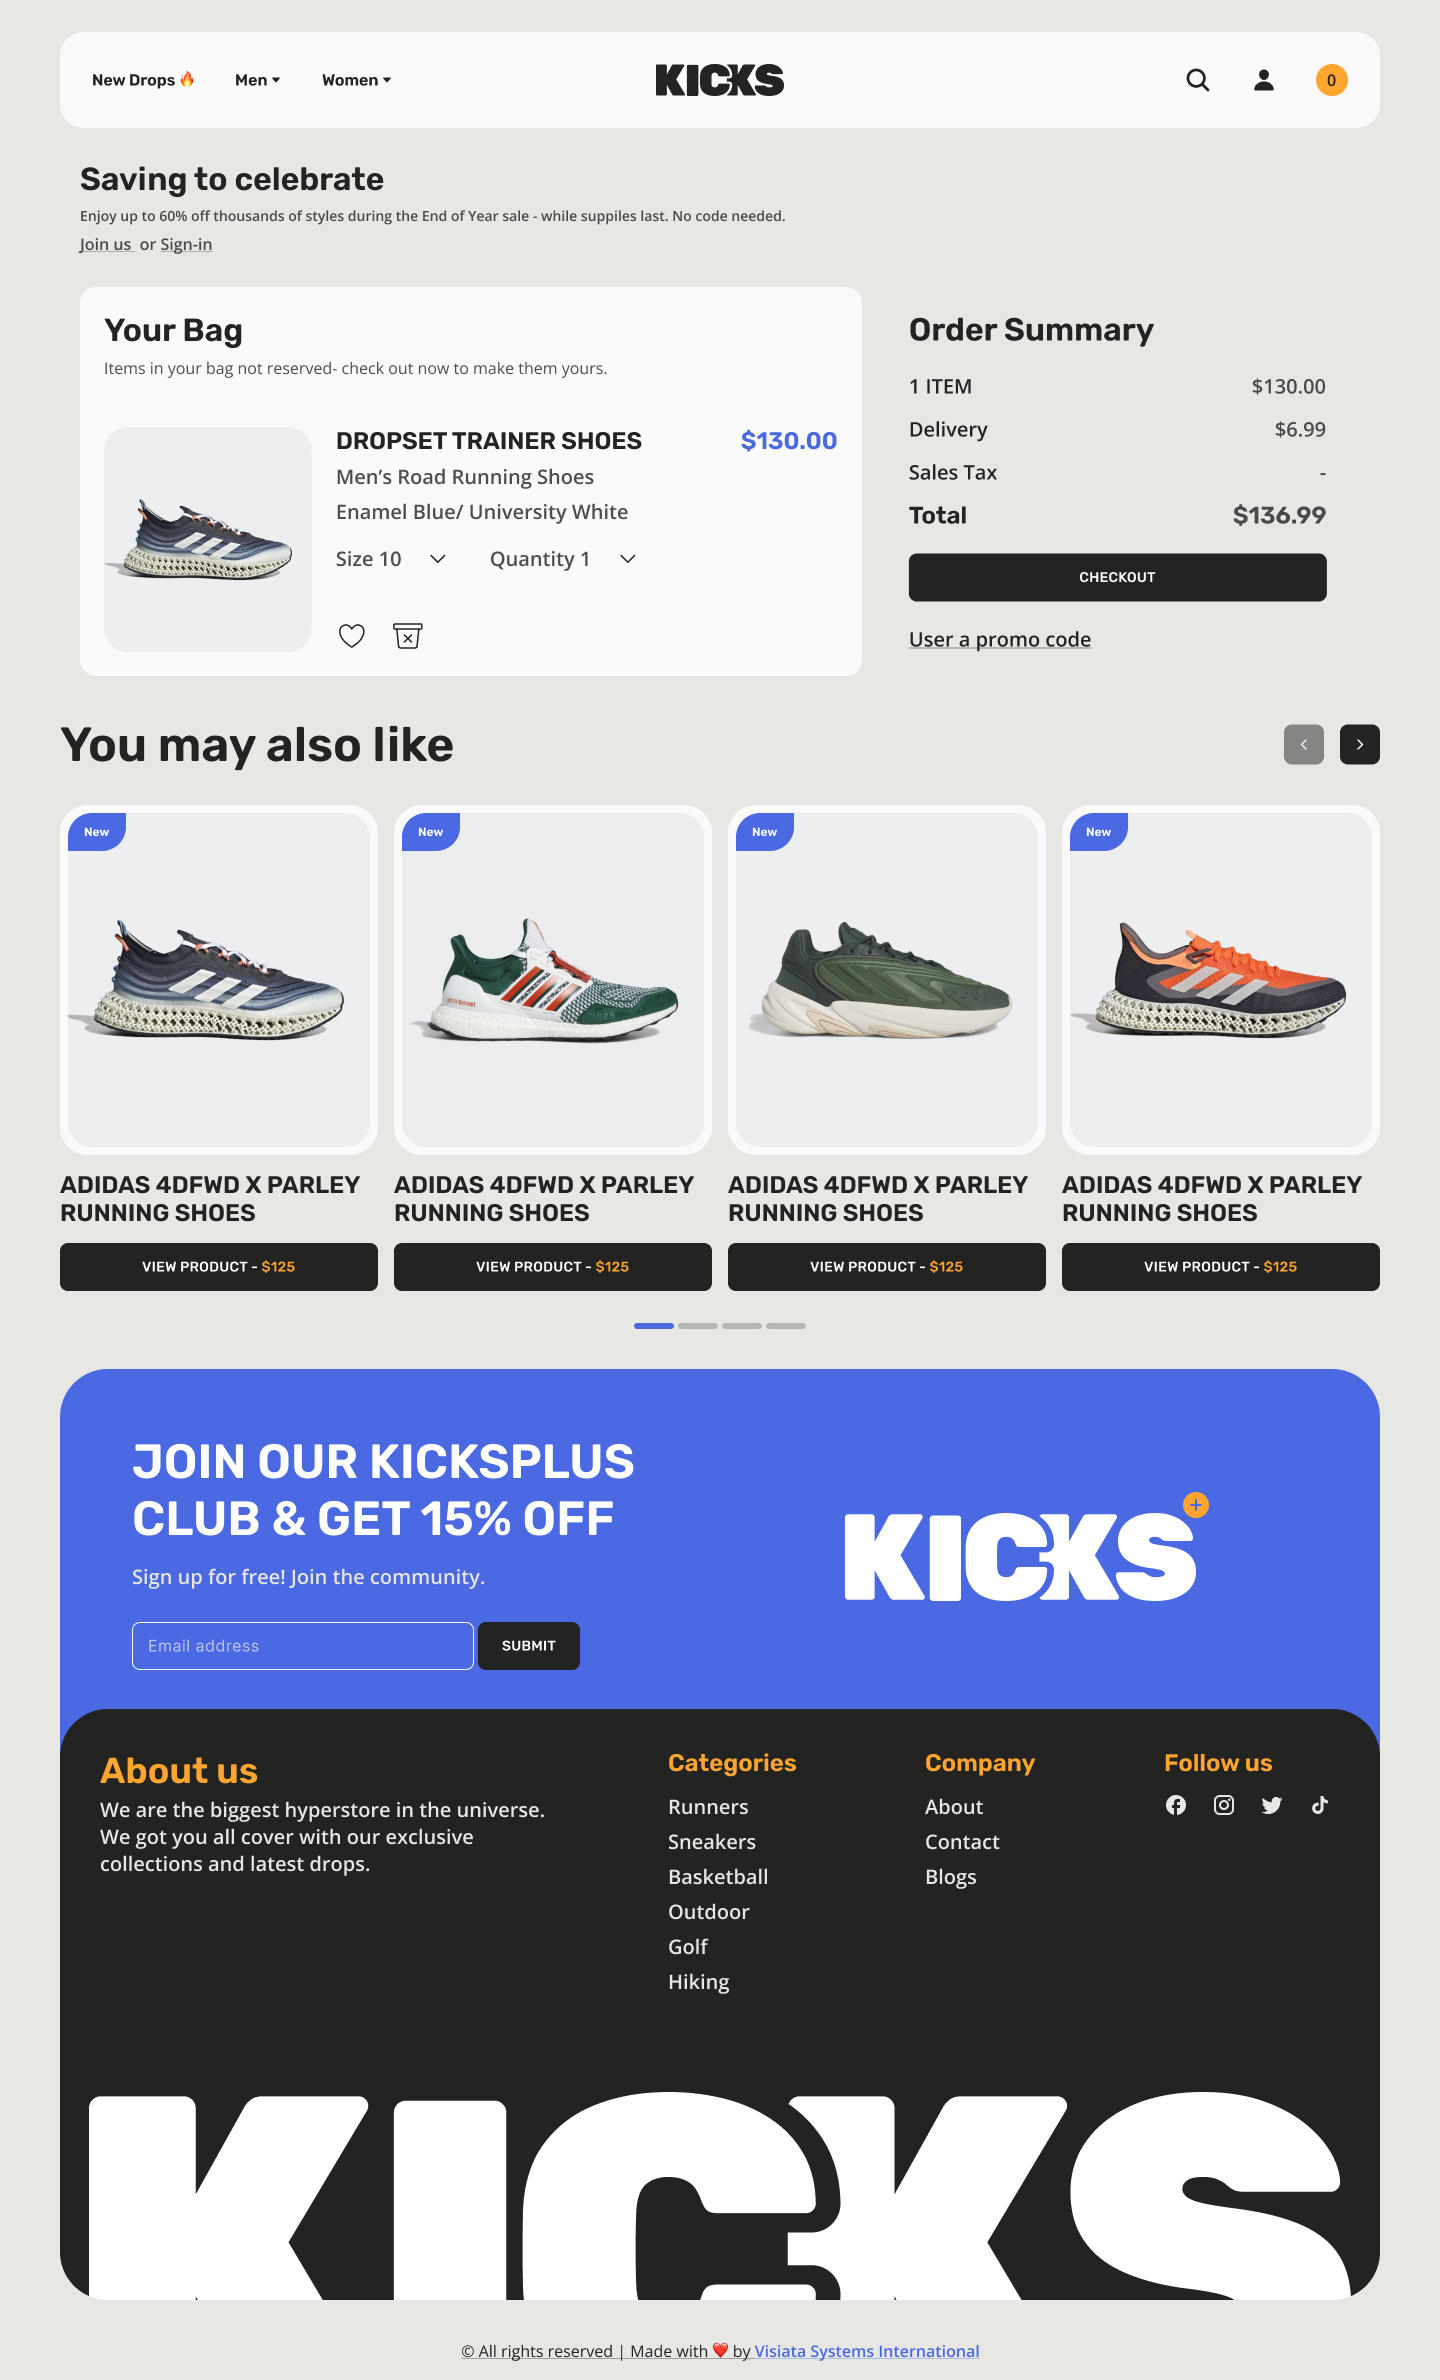 New Drops 🔥 Men Women KICKS 0
Saving to celebrate
Enjoy up to 60% off thousands of styles during the End of Year sale - while suppiles last. No code needed.
Join us or Sign-in
Your Bag
Items in your bag not reserved- check out now to make them yours.
DROPSET TRAINER SHOES $130.00
Men’s Road Running Shoes
Enamel Blue/ University White
Size 10 Quantity 1
Order Summary
1 ITEM $130.00
Delivery $6.99
Sales Tax -
Total $136.99
CHECKOUT
User a promo code
You may also like
New
ADIDAS 4DFWD X PARLEY
RUNNING SHOES
VIEW PRODUCT - $125
New
ultra boost
ADIDAS 4DFWD X PARLEY
RUNNING SHOES
VIEW PRODUCT - $125
New
ADIDAS 4DFWD X PARLEY
RUNNING SHOES
VIEW PRODUCT - $125
New
ADIDAS 4DFWD X PARLEY
RUNNING SHOES
VIEW PRODUCT - $125
JOIN OUR KICKSPLUS
CLUB & GET 15% OFF
Sign up for free! Join the community.
Email address SUBMIT
KICKS+
About us
We are the biggest hyperstore in the universe.
We got you all cover with our exclusive
collections and latest drops.
Categories
Runners
Sneakers
Basketball
Outdoor
Golf
Hiking
Company
About
Contact
Blogs
Follow us
KICKS
© All rights reserved | Made with ❤️ by Visiata Systems International